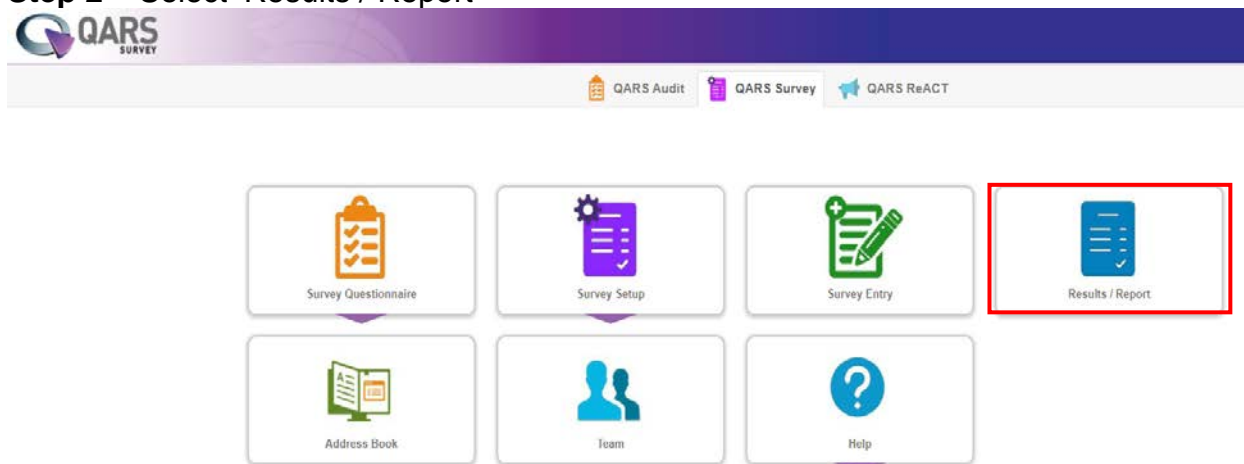 Step 2 – Select 'Results / Report'
QARS
SURVEY
QARS Audit QARS Survey QARS ReACT
Survey Questionnaire Survey Setup Survey Entry Results / Report
Address Book Team Help